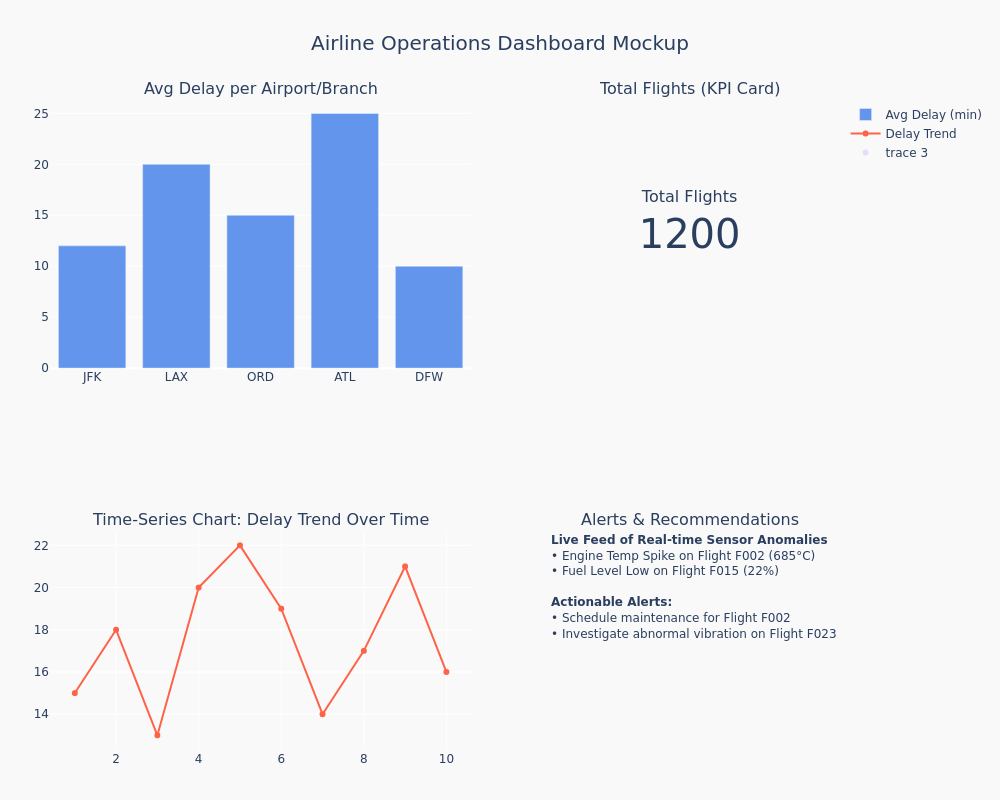 Airline Operations Dashboard Mockup
Avg Delay per Airport/Branch
25
20
15
10
5
0
JFK LAX ORD ATL DFW
Total Flights (KPI Card)
Total Flights
1200
Avg Delay (min)
Delay Trend
trace 3
Time-Series Chart: Delay Trend Over Time
22
20
18
16
14
2 4 6 8 10
Alerts & Recommendations
Live Feed of Real-time Sensor Anomalies
• Engine Temp Spike on Flight F002 (685°C)
• Fuel Level Low on Flight F015 (22%)
Actionable Alerts:
• Schedule maintenance for Flight F002
• Investigate abnormal vibration on Flight F023